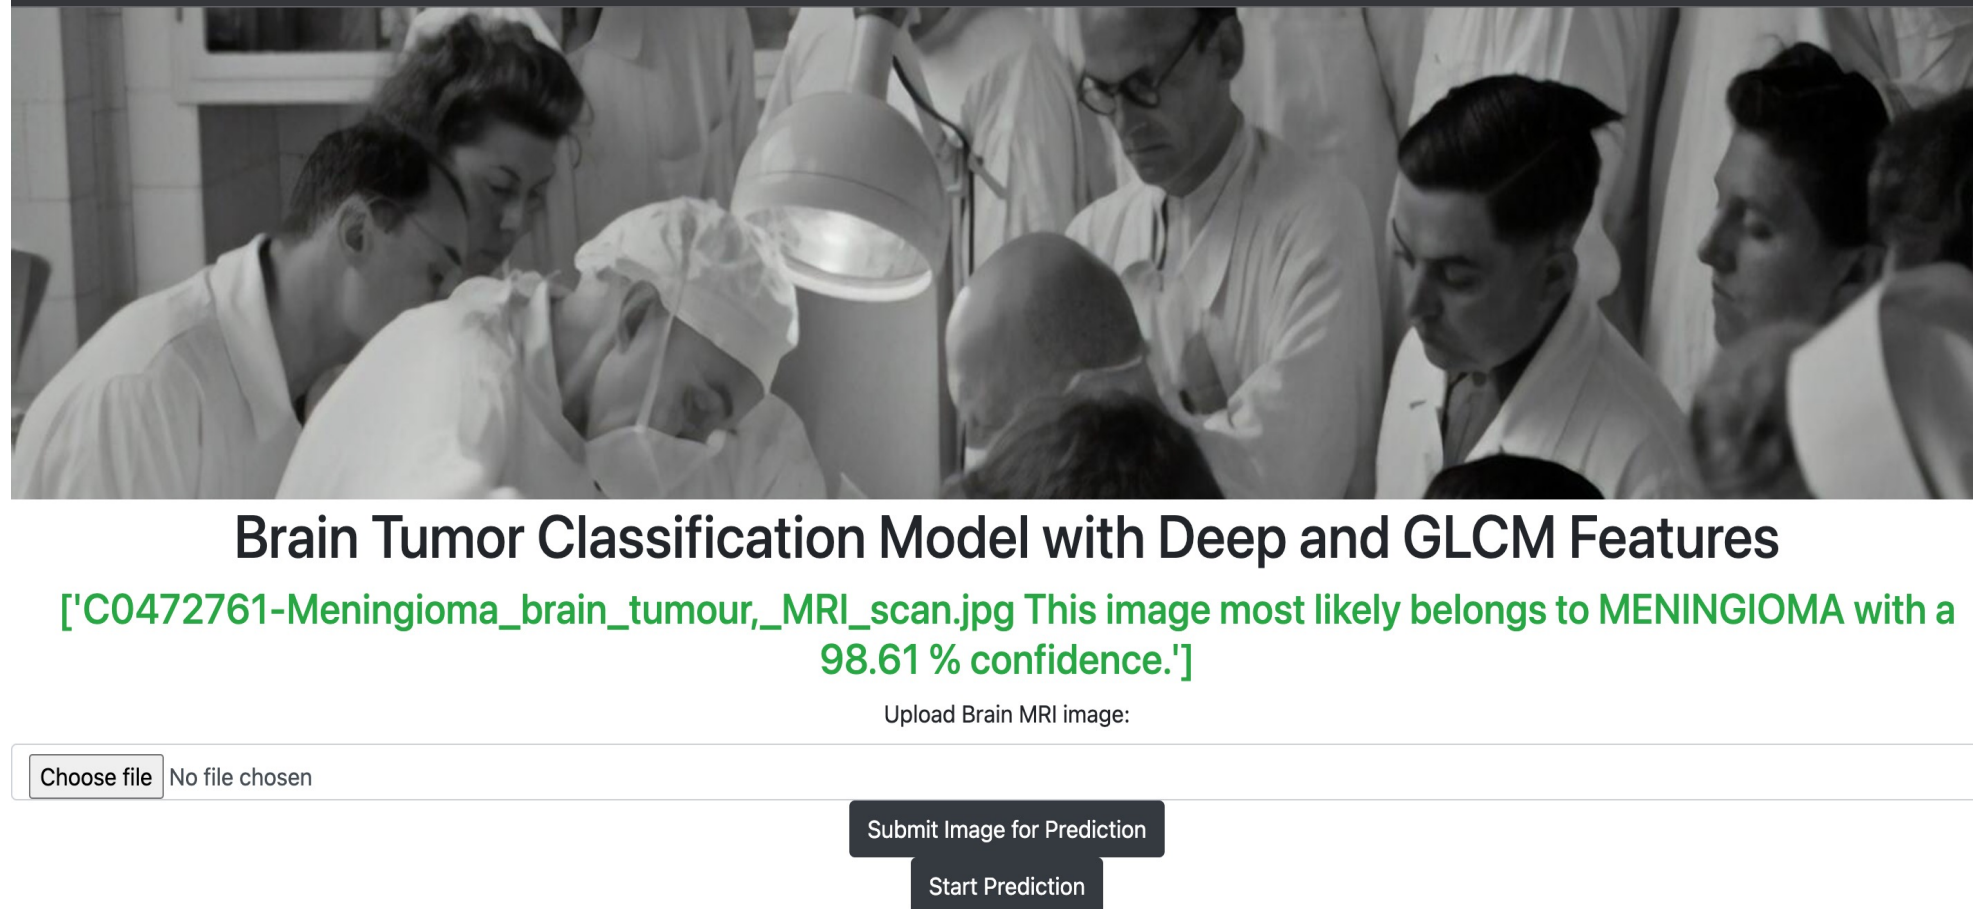 Brain Tumor Classification Model with Deep and GLCM Features
['C0472761-Meningioma_brain_tumour,_MRI_scan.jpg This image most likely belongs to MENINGIOMA with a
98.61 % confidence.']
Upload Brain MRI image:
Choose file No file chosen
Submit Image for Prediction
Start Prediction